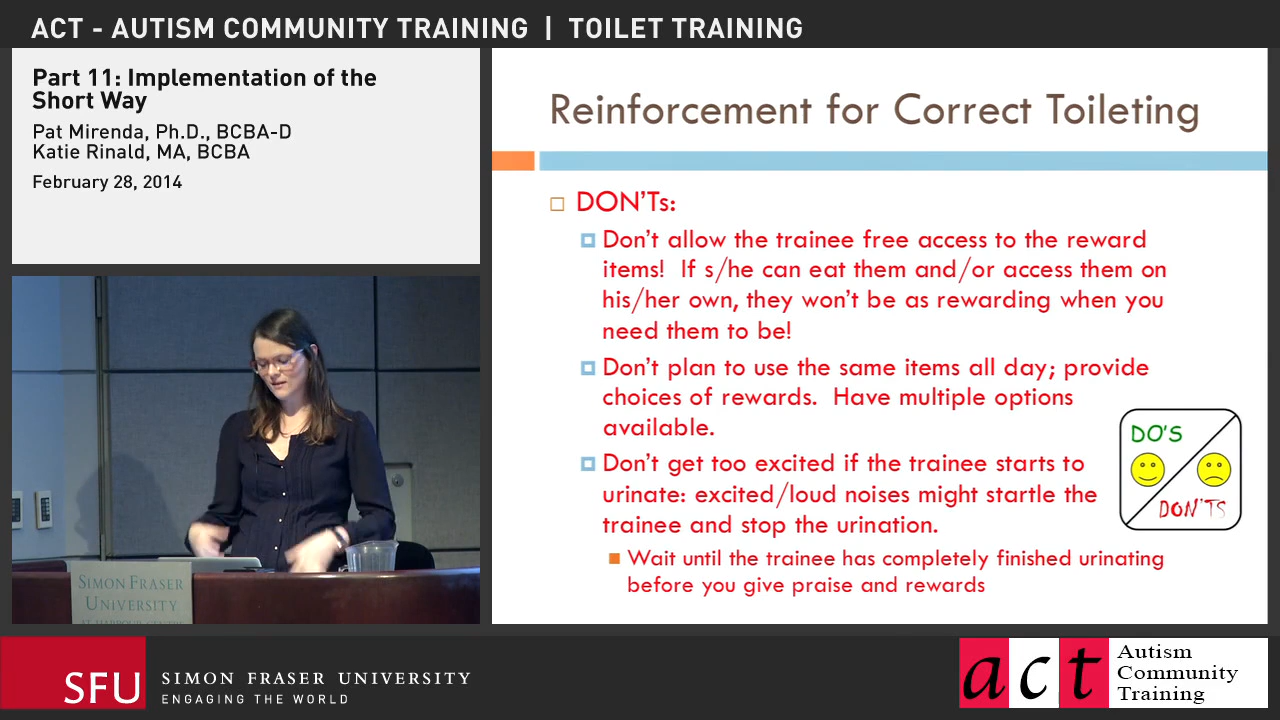 ACT - AUTISM COMMUNITY TRAINING | TOILET TRAINING
Part 11: Implementation of the
Short Way
Pat Mirenda, Ph.D., BCBA-D
Katie Rinald, MA, BCBA
February 28, 2014
Reinforcement for Correct Toileting
DON'Ts:
Don't allow the trainee free access to the reward
items! If s/he can eat them and/or access them on
his/her own, they won't be as rewarding when you
need them to be!
Don't plan to use the same items all day; provide
choices of rewards. Have multiple options
available.
Don't get too excited if the trainee starts to
urinate: excited/loud noises might startle the
trainee and stop the urination.
Wait until the trainee has completely finished urinating
before you give praise and rewards
DO'S
DON'TS
SIMON FRASER
UNIVERSITY
AT HARBOUR CENTRE
SFU
SIMON FRASER UNIVERSITY
ENGAGING THE WORLD
act
Autism
Community
Training